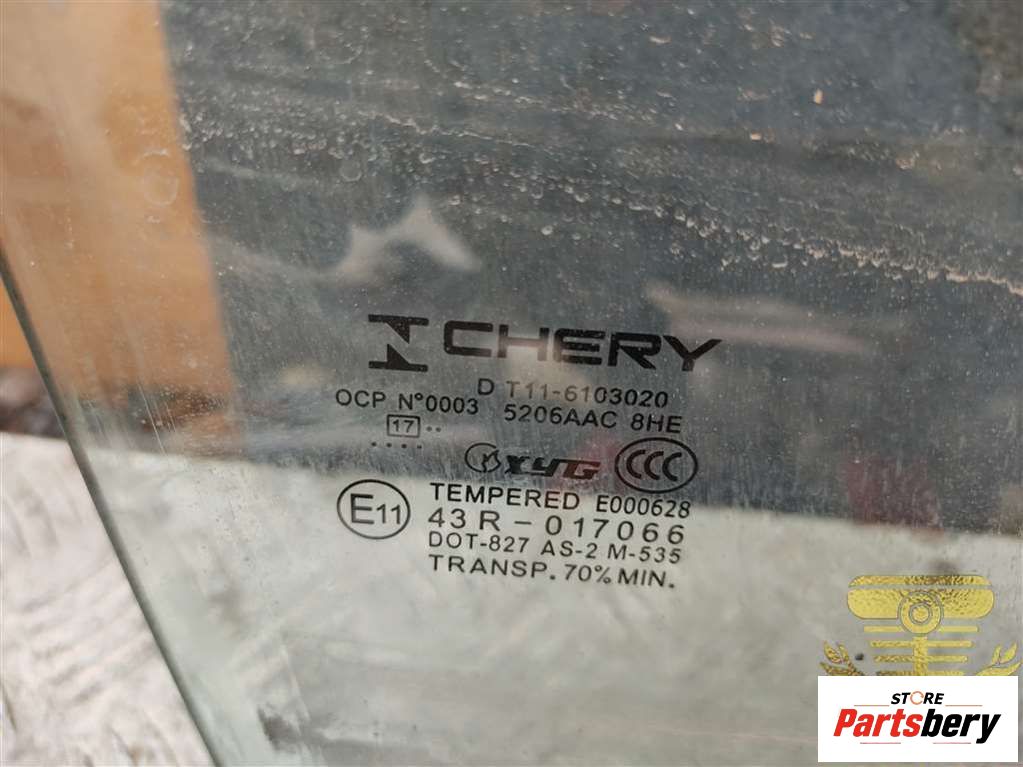 CHERY
D T11-6103020
OCP N°0003 5206AAC 8HE
17 ..
....
XYG CCC
E11
TEMPERED E000628
43R - 017066
DOT-827 AS-2 M-535
TRANSP. 70% MIN.
STORE
Partsbery